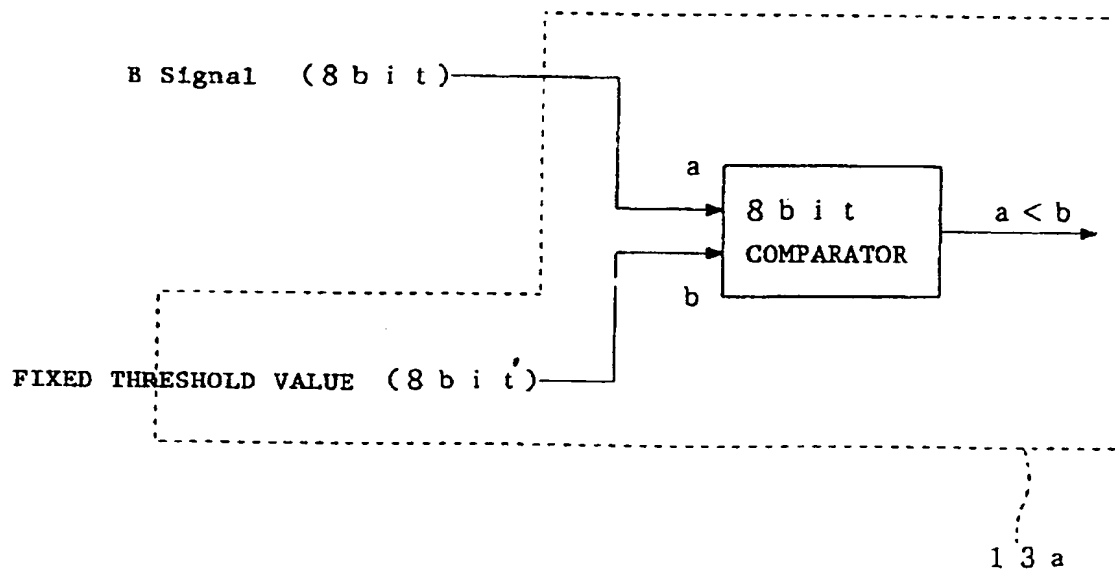 B Signal (8 b i t)
a
8 b i t
COMPARATOR
a < b
b
FIXED THRESHOLD VALUE (8 b i t')
1 3 a